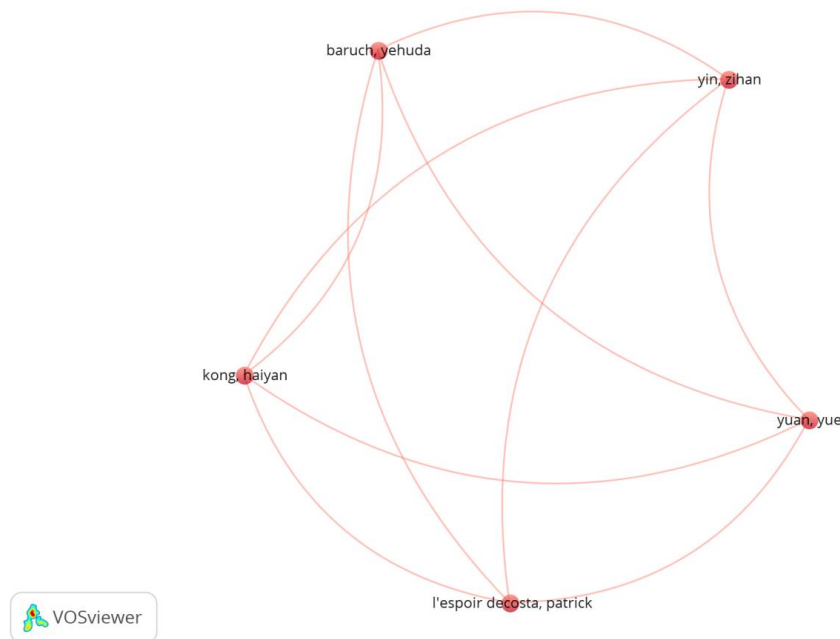 baruch, yehuda
yin, zihan
kong, haiyan
yuan, yue
l'espoir decosta, patrick
VOSviewer